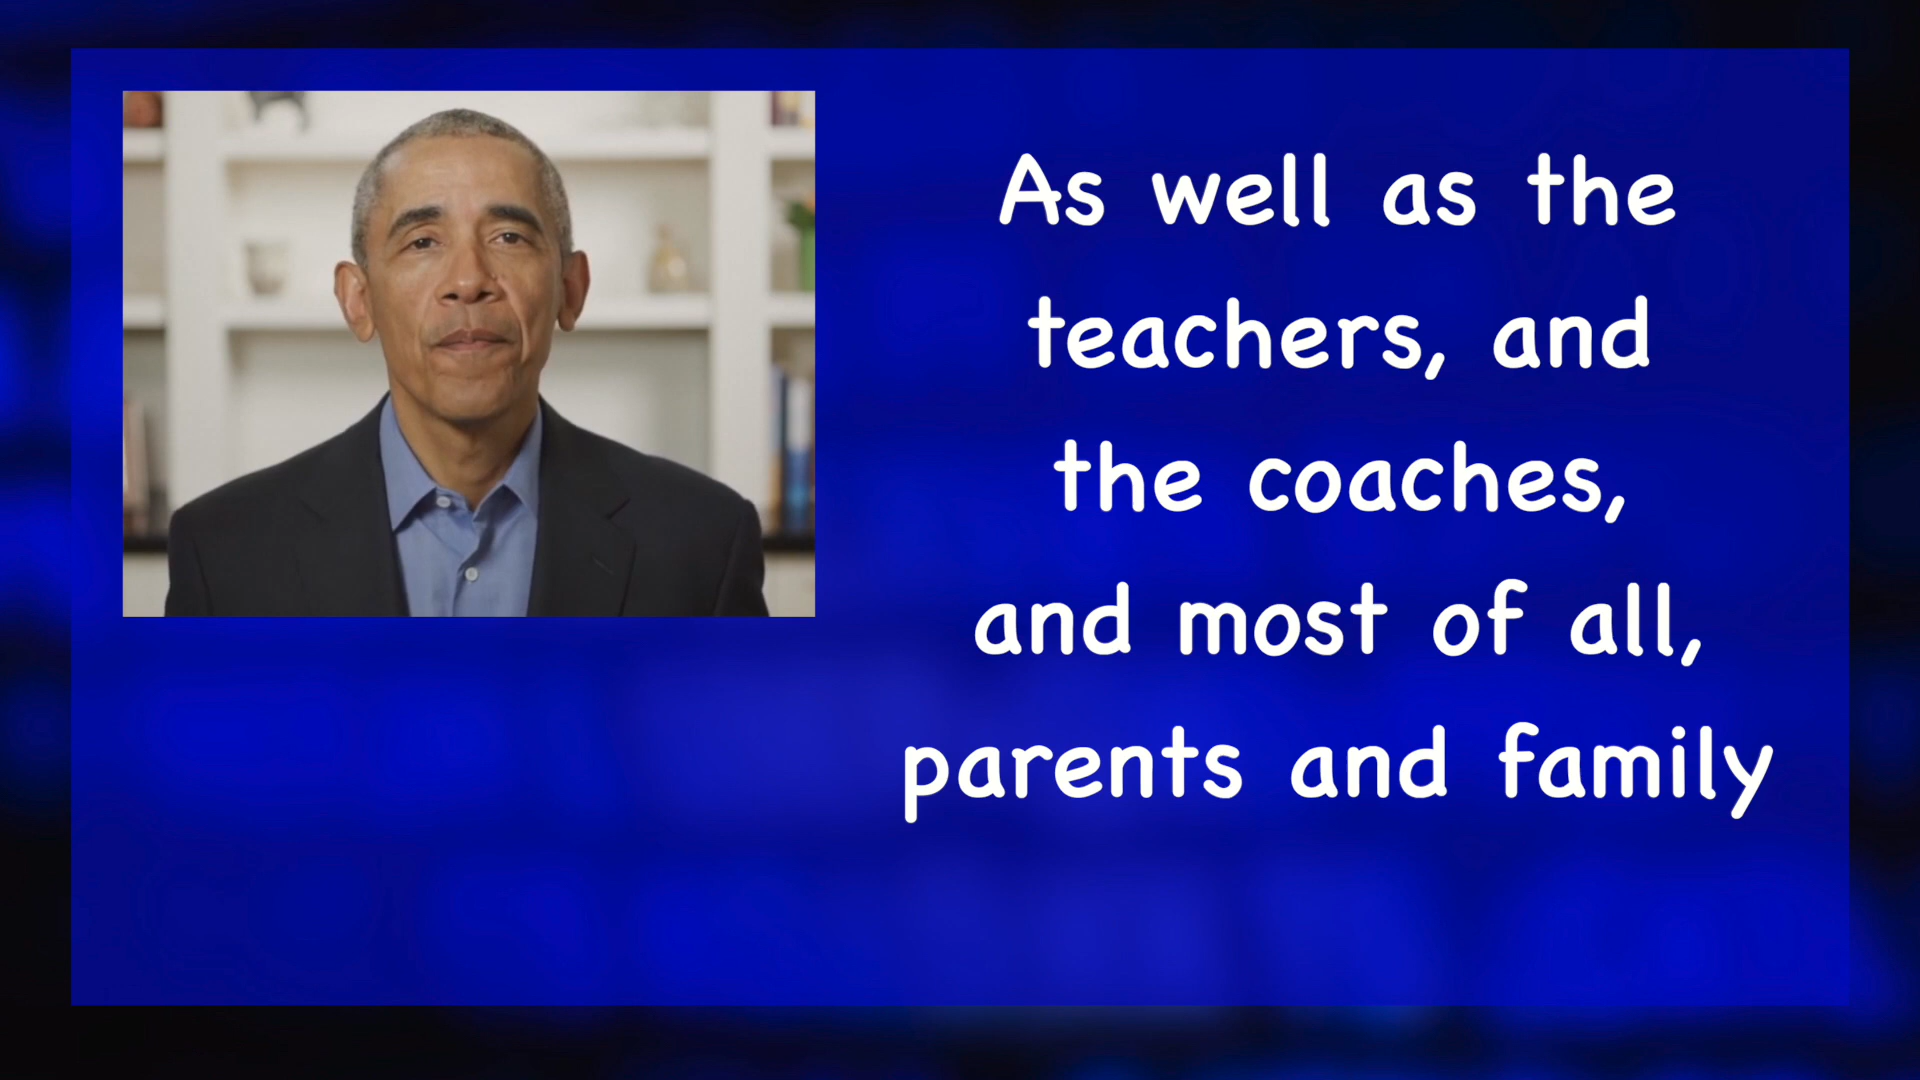 As well as the
teachers, and
the coaches,
and most of all,
parents and family